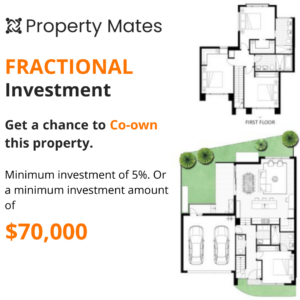 Property Mates
FRACTIONAL
Investment
Get a chance to Co-own
this property.
Minimum investment of 5%. Or
a minimum investment amount
of
$70,000
FIRST FLOOR